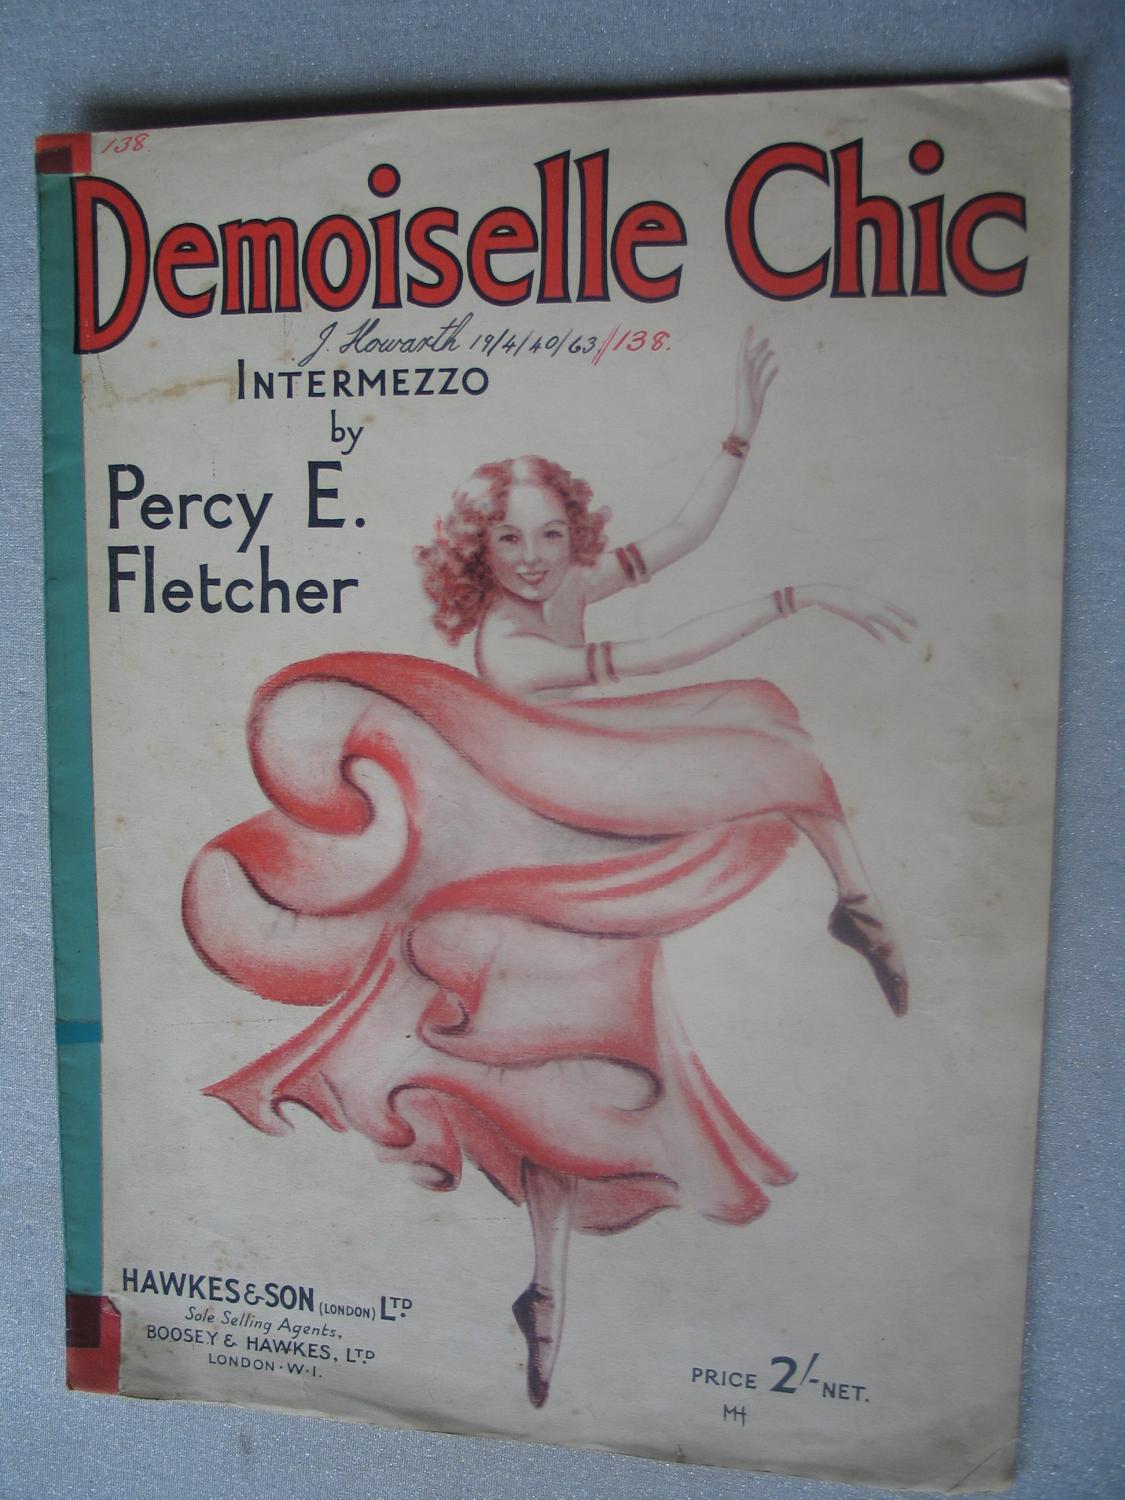 138.
Demoiselle Chic
J. Howarth 19/4/40/63//138.
INTERMEZZO
by
Percy E.
Fletcher
HAWKES & SON (LONDON) LTD.
Sole Selling Agents,
BOOSEY & HAWKES, LTD.
LONDON·W·1.
PRICE 2/- NET.
MH